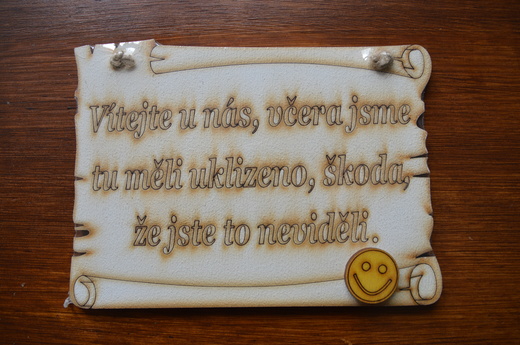 Vítejte u nás, včera jsme
tu měli uklizeno, škoda,
že jste to neviděli.